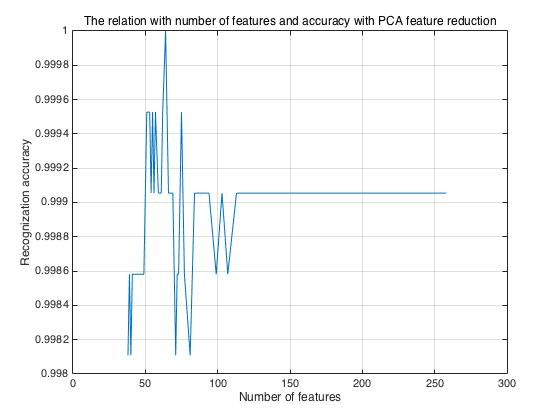 The relation with number of features and accuracy with PCA feature reduction
1
0.9998
0.9996
0.9994
0.9992
0.999
0.9988
0.9986
0.9984
0.9982
0.998
Recognization accuracy
0 50 100 150 200 250 300
Number of features